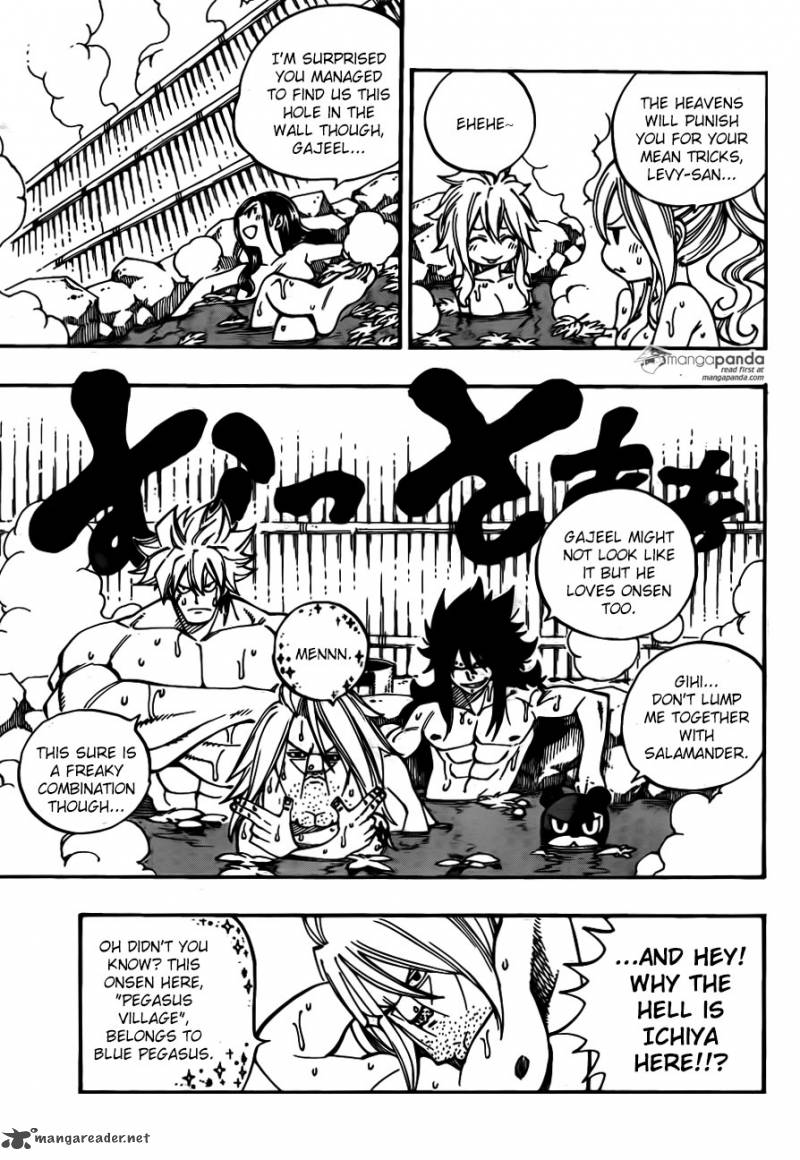 THE HEAVENS
WILL PUNISH
YOU FOR YOUR
MEAN TRICKS,
LEVY-SAN...
EHEHE~
I'M SURPRISED
YOU MANAGED
TO FIND US THIS
HOLE IN THE
WALL THOUGH,
GAJEEL...
mangapanda
read first at
mangapanda.com
GAJEEL MIGHT
NOT LOOK LIKE
IT BUT HE
LOVES ONSEN
TOO.
GIHI...
DON'T LUMP
ME TOGETHER
WITH
SALAMANDER.
MENNN.
THIS SURE IS
A FREAKY
COMBINATION
THOUGH...
...AND HEY!
WHY THE
HELL IS
ICHIYA
HERE!!?
OH DIDN'T YOU
KNOW? THIS
ONSEN HERE,
"PEGASUS
VILLAGE",
BELONGS TO
BLUE PEGASUS.
mangareader.net